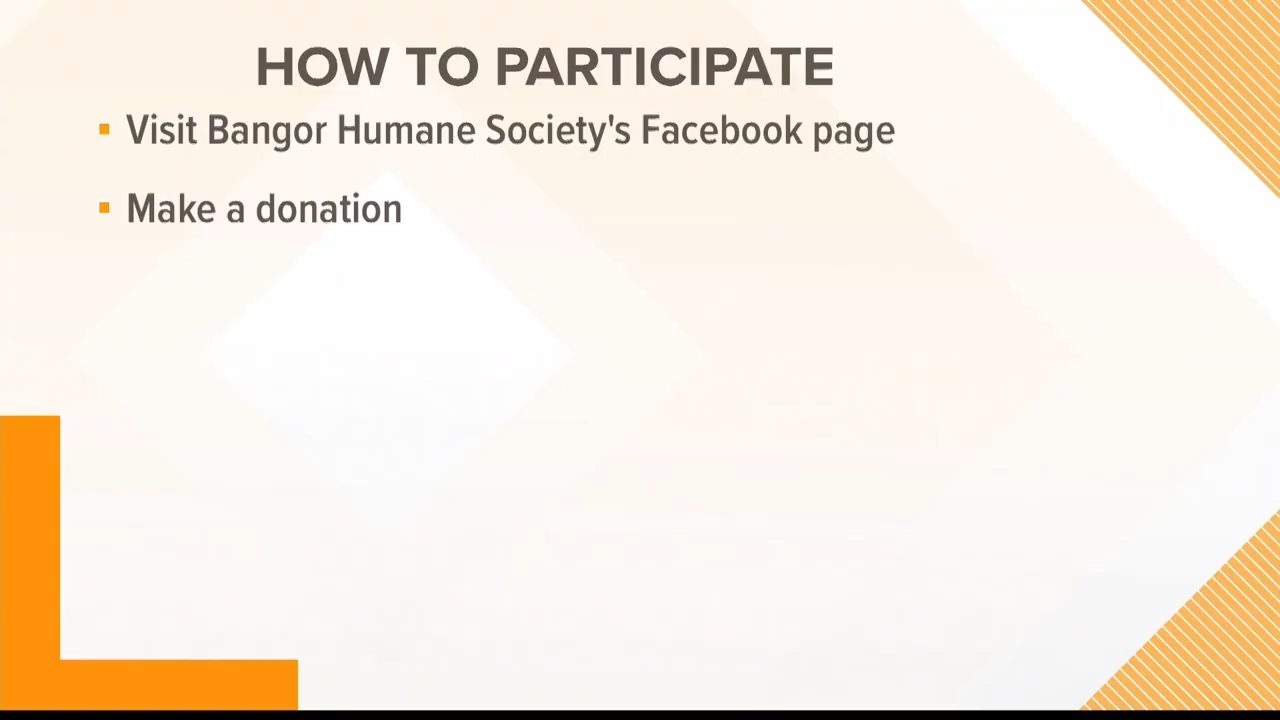 HOW TO PARTICIPATE
Visit Bangor Humane Society's Facebook page
Make a donation